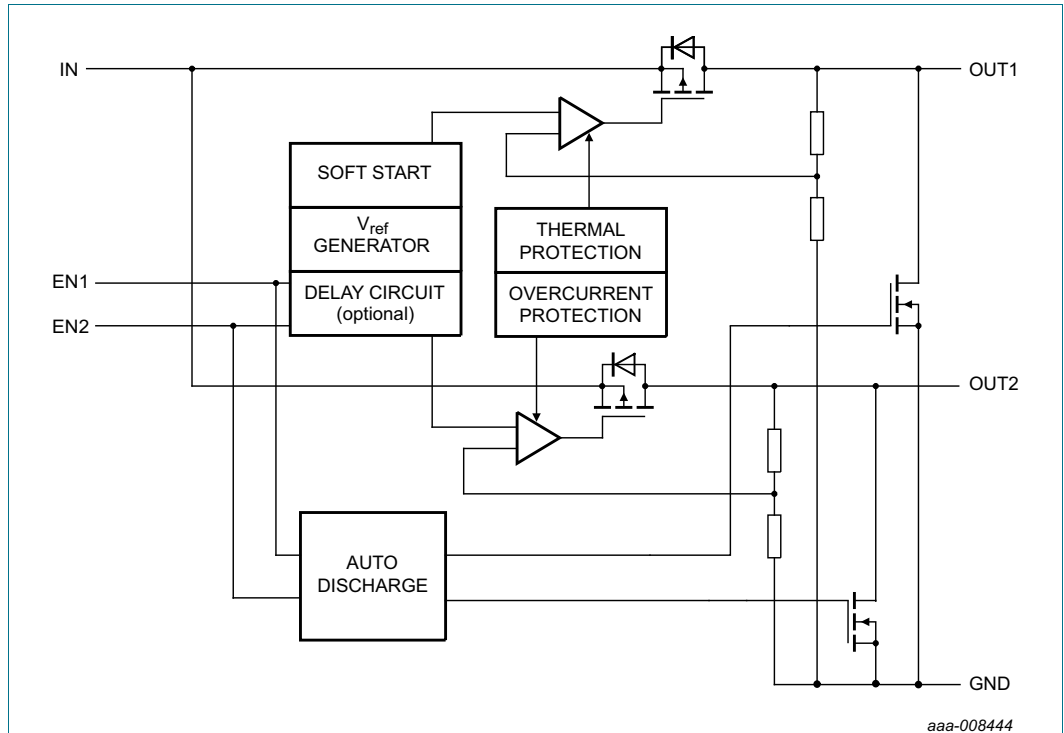 IN
OUT1
SOFT START
Vref
GENERATOR
THERMAL
PROTECTION
EN1
DELAY CIRCUIT
(optional)
OVERCURRENT
PROTECTION
EN2
OUT2
AUTO
DISCHARGE
GND
aaa-008444